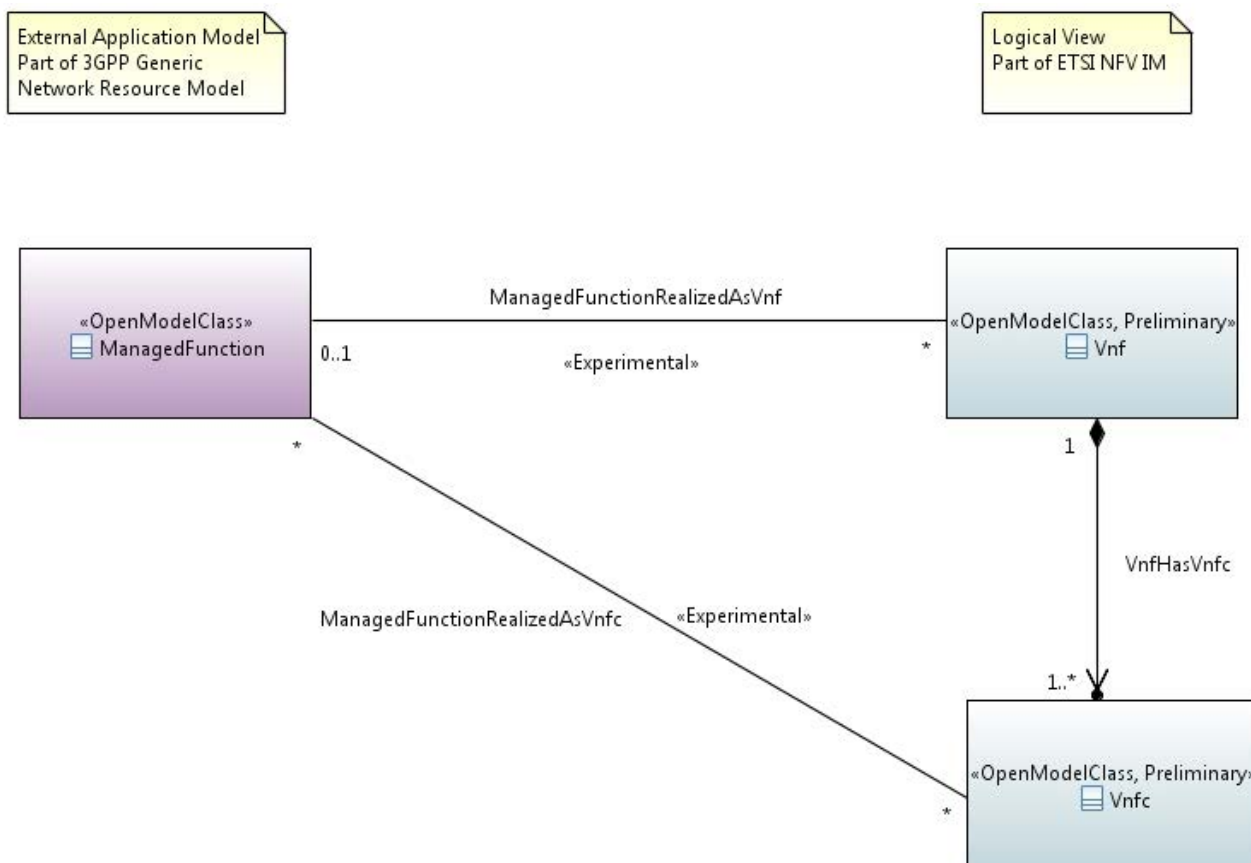 External Application Model
Part of 3GPP Generic
Network Resource Model
Logical View
Part of ETSI NFV IM
«OpenModelClass»
ManagedFunction
ManagedFunctionRealizedAsVnf
0..1
«Experimental»
*
«OpenModelClass, Preliminary»
Vnf
*
1
VnfHasVnfc
ManagedFunctionRealizedAsVnfc
«Experimental»
1..*
«OpenModelClass, Preliminary»
Vnfc
*